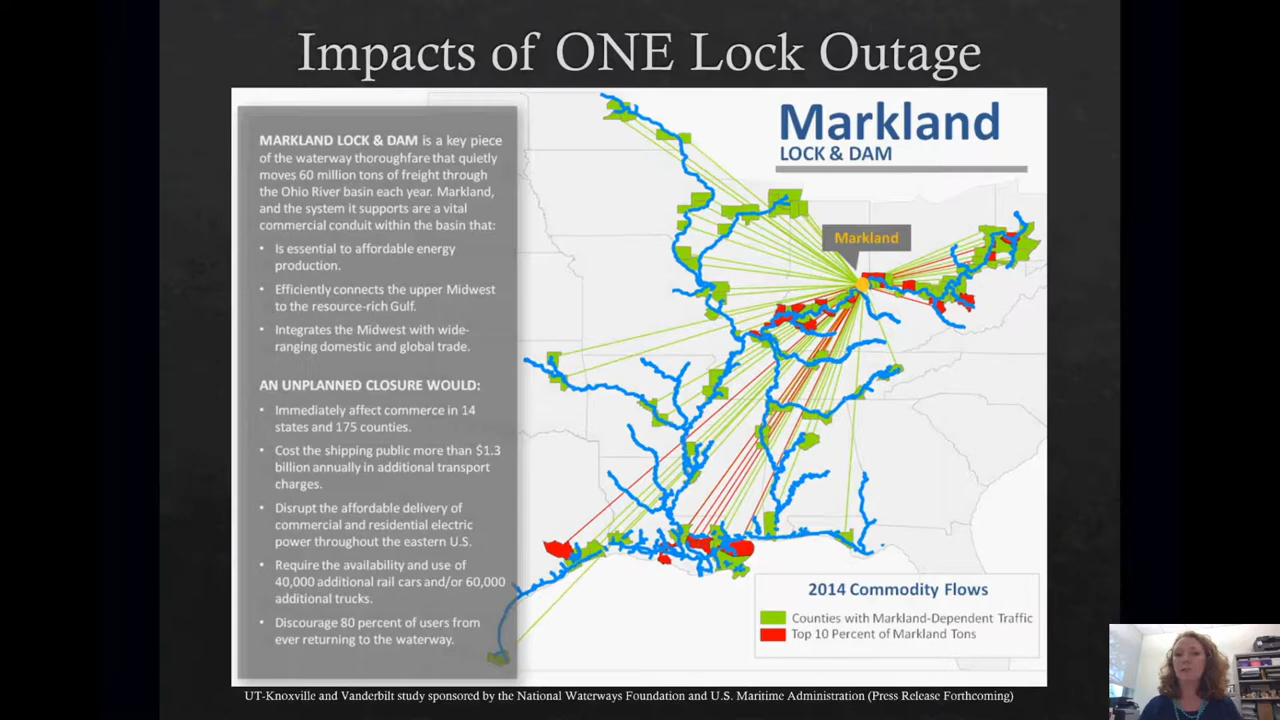 Impacts of ONE Lock Outage
MARKLAND LOCK & DAM is a key piece
of the waterway thoroughfare that quietly
moves 60 million tons of freight through
the Ohio River basin each year. Markland,
and the system it supports are a vital
commercial conduit within the basin that:
• Is essential to affordable energy
production.
• Efficiently connects the upper Midwest
to the resource-rich Gulf.
• Integrates the Midwest with wide-
ranging domestic and global trade.
AN UNPLANNED CLOSURE WOULD:
• Immediately affect commerce in 14
states and 175 counties.
• Cost the shipping public more than $1.3
billion annually in additional transport
charges.
• Disrupt the affordable delivery of
commercial and residential electric
power throughout the eastern U.S.
• Require the availability and use of
40,000 additional rail cars and/or 60,000
additional trucks.
• Discourage 80 percent of users from
ever returning to the waterway.
Markland
LOCK & DAM
Markland
2014 Commodity Flows
Counties with Markland-Dependent Traffic
Top 10 Percent of Markland Tons
UT-Knoxville and Vanderbilt study sponsored by the National Waterways Foundation and U.S. Maritime Administration (Press Release Forthcoming)